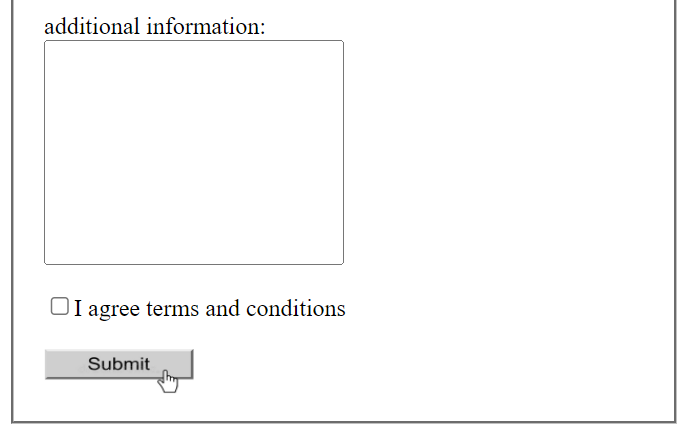 additional information:
I agree terms and conditions
Submit